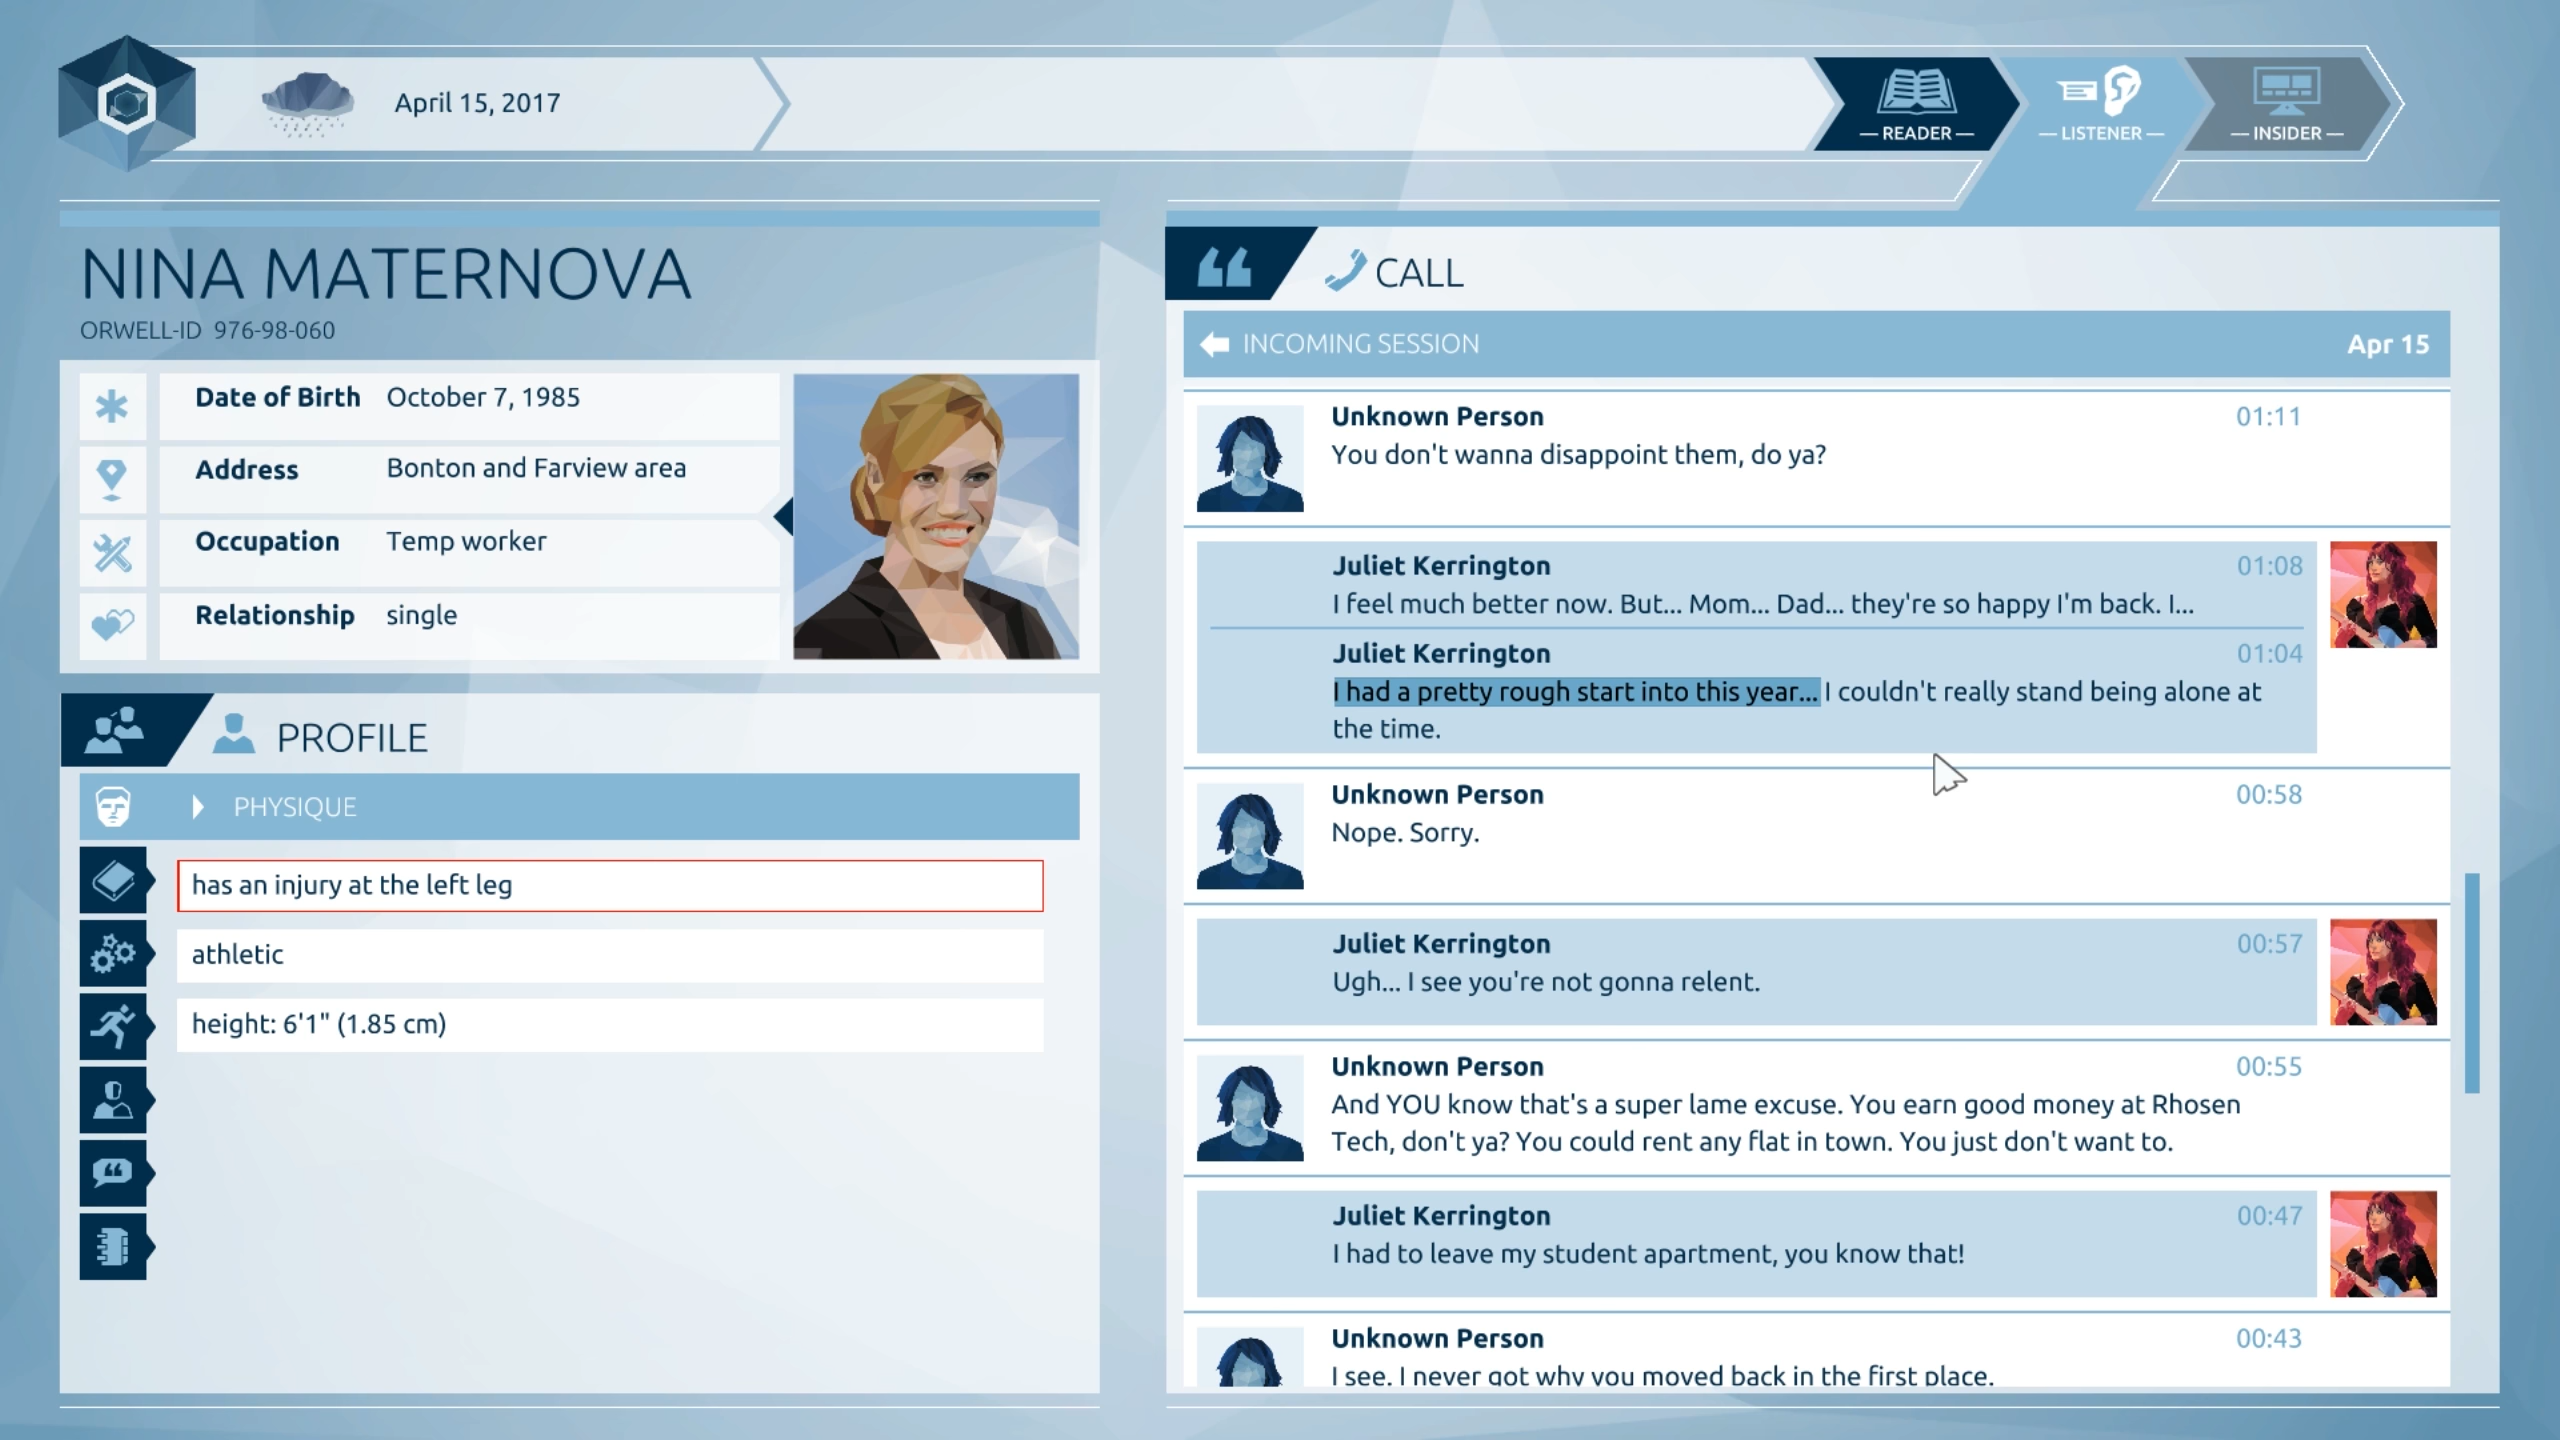 April 15, 2017
— READER —
— LISTENER —
— INSIDER —
NINA MATERNOVA
ORWELL-ID 976-98-060
Date of Birth October 7, 1985
Address Bonton and Farview area
Occupation Temp worker
Relationship single
PROFILE
PHYSIQUE
has an injury at the left leg
athletic
height: 6'1" (1.85 cm)
CALL
INCOMING SESSION Apr 15
Unknown Person 01:11
You don't wanna disappoint them, do ya?
Juliet Kerrington 01:08
I feel much better now. But... Mom... Dad... they're so happy I'm back. I...
Juliet Kerrington 01:04
I had a pretty rough start into this year... I couldn't really stand being alone at
the time.
Unknown Person 00:58
Nope. Sorry.
Juliet Kerrington 00:57
Ugh... I see you're not gonna relent.
Unknown Person 00:55
And YOU know that's a super lame excuse. You earn good money at Rhosen
Tech, don't ya? You could rent any flat in town. You just don't want to.
Juliet Kerrington 00:47
I had to leave my student apartment, you know that!
Unknown Person 00:43
I see. I never got why you moved back in the first place.